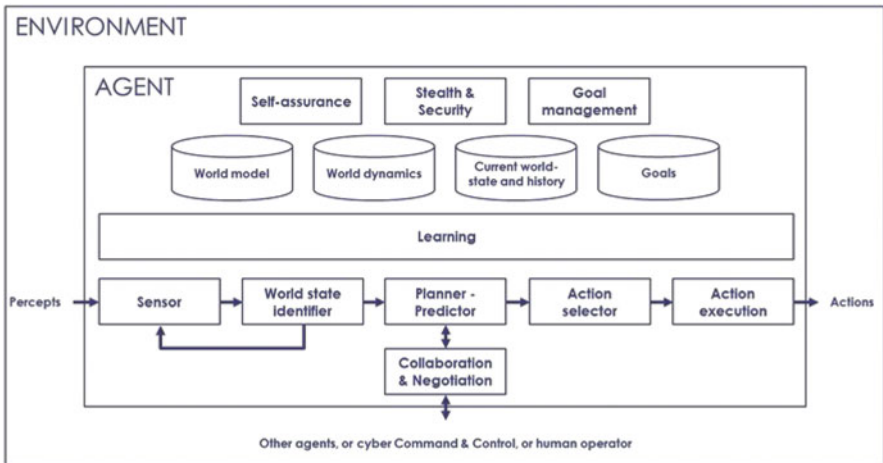 ENVIRONMENT
AGENT
Self-assurance
Stealth &
Security
Goal
management
World model
World dynamics
Current world-
state and history
Goals
Learning
Percepts
Sensor
World state
identifier
Planner -
Predictor
Action
selector
Action
execution
Actions
Collaboration
& Negotiation
Other agents, or cyber Command & Control, or human operator